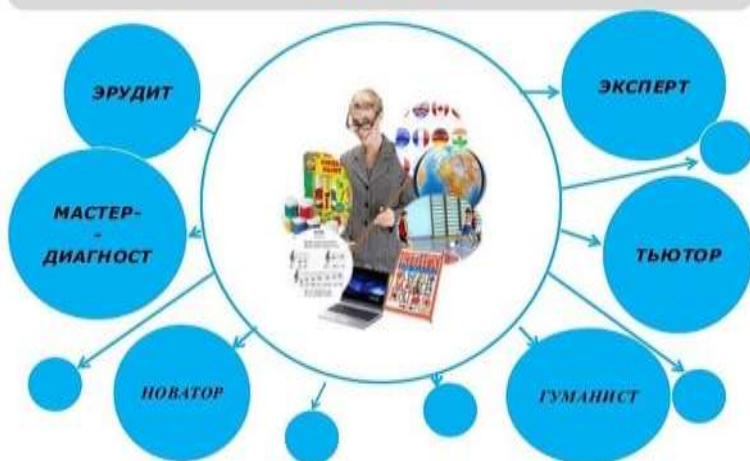 ЭРУДИТ
ЭКСПЕРТ
МАСТЕР-
-
ДИАГНОСТ
ТЬЮТОР
НОВАТОР
ГУМАНИСТ